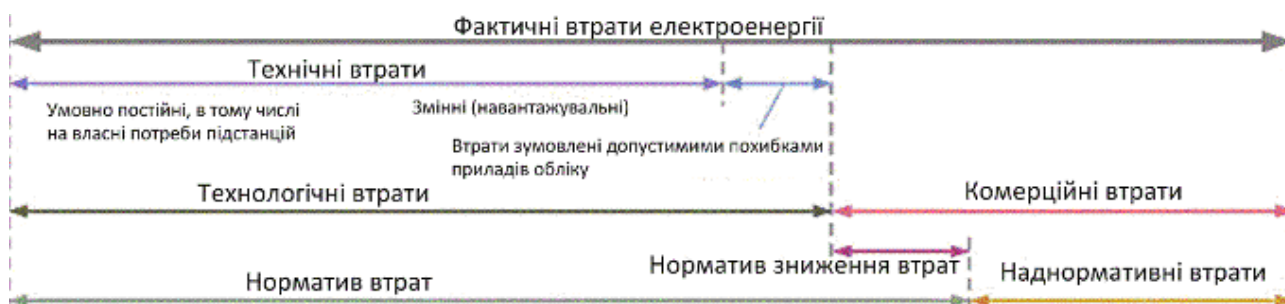 Фактичні втрати електроенергії
Технічні втрати
Умовно постійні, в тому числі
на власні потреби підстанцій
Змінні (навантажувальні)
Втрати зумовлені допустимими похибками
приладів обліку
Технологічні втрати
Комерційні втрати
Норматив зниження втрат
Норматив втрат
Наднормативні втрати